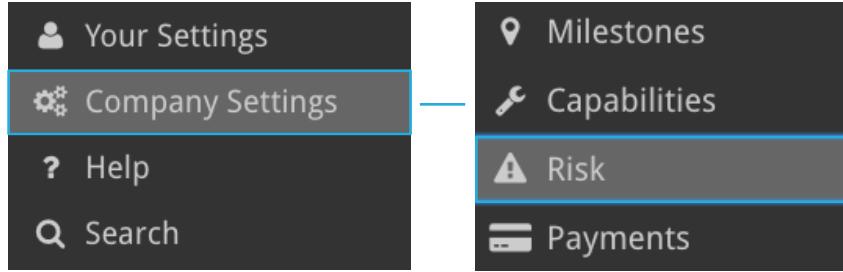 Your Settings
Company Settings
? Help
Search
Milestones
Capabilities
Risk
Payments